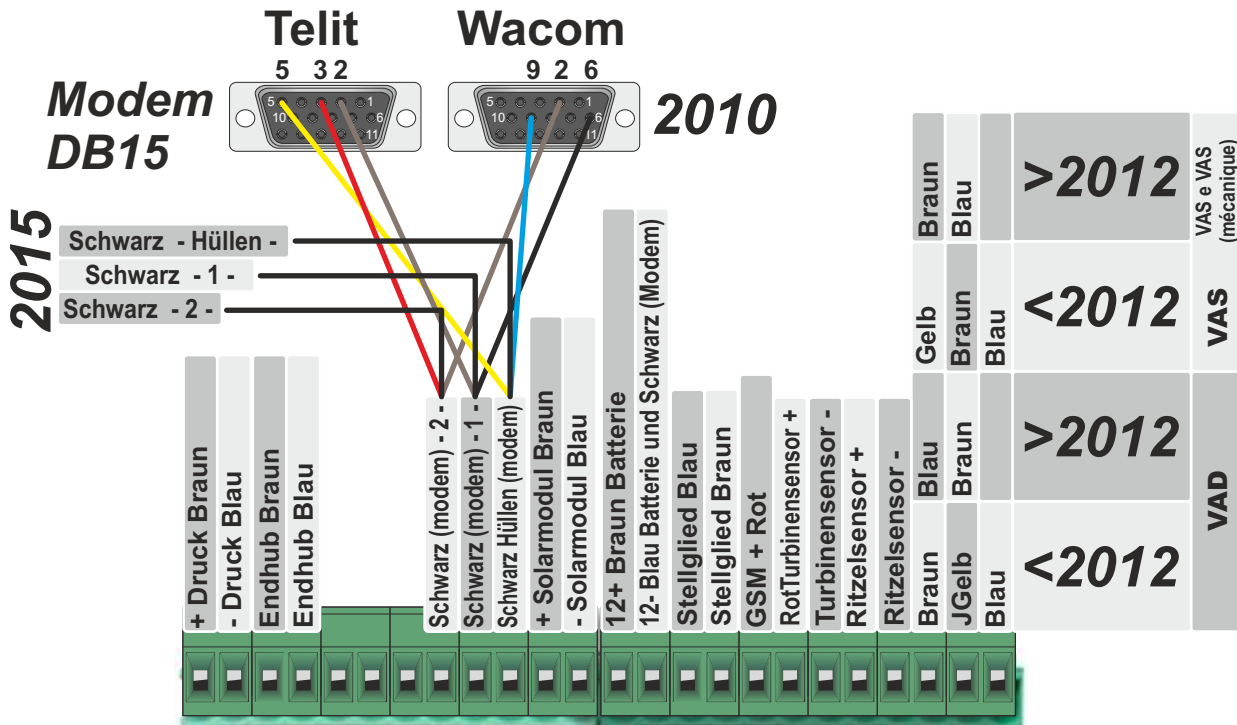 Telit
Wacom
5 3 2
9 2 6
Modem
DB15
2010
5
1
10
6
11
5
1
10
6
11
2015
Schwarz - Hüllen -
Schwarz - 1 -
Schwarz - 2 -
+ Druck Braun
- Druck Blau
Endhub Braun
Endhub Blau
Schwarz (modem) - 2 -
Schwarz (modem) - 1 -
Schwarz Hüllen (modem)
+ Solarmodul Braun
- Solarmodul Blau
12+ Braun Batterie
12- Blau Batterie und Schwarz (Modem)
Stellglied Blau
Stellglied Braun
GSM + Rot
RotTurbinensensor +
Turbinensensor -
Ritzelsensor +
Ritzelsensor -
Braun
Blau
>2012
VAS e VAS
(mécanique)
Gelb
Braun
Blau
<2012
VAS
Blau
Braun
>2012
VAD
Braun
JGelb
Blau
<2012